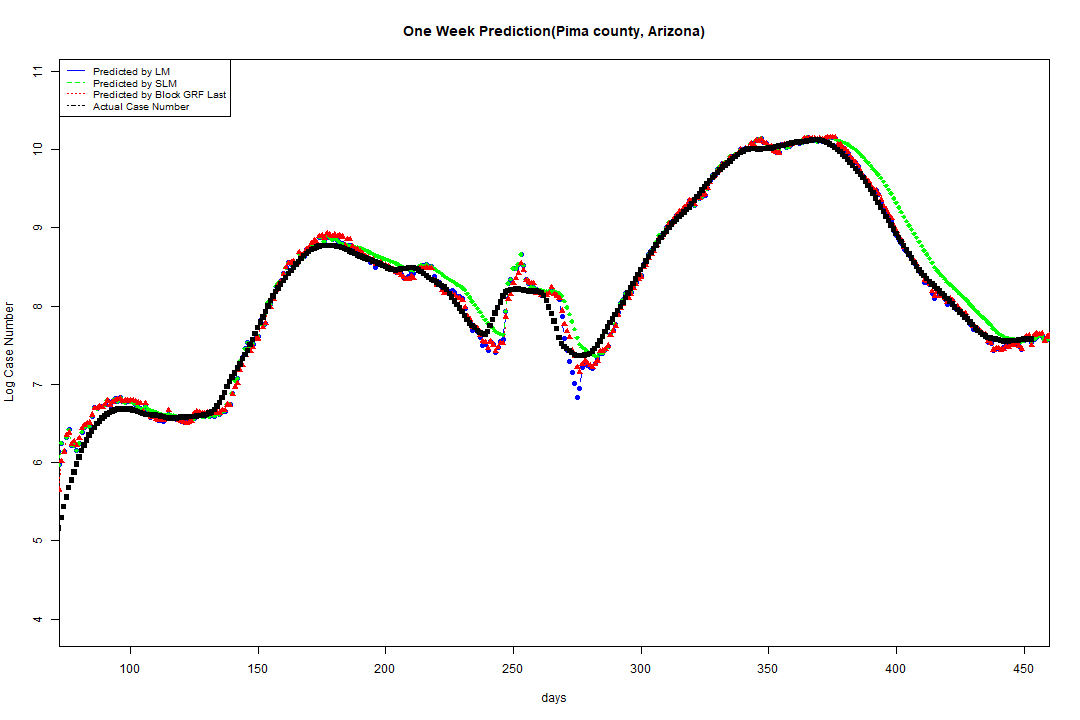 One Week Prediction(Pima county, Arizona)
Predicted by LM
Predicted by SLM
Predicted by Block GRF Last
Actual Case Number
11
10
9
8
7
6
5
4
Log Case Number
100 150 200 250 300 350 400 450
days